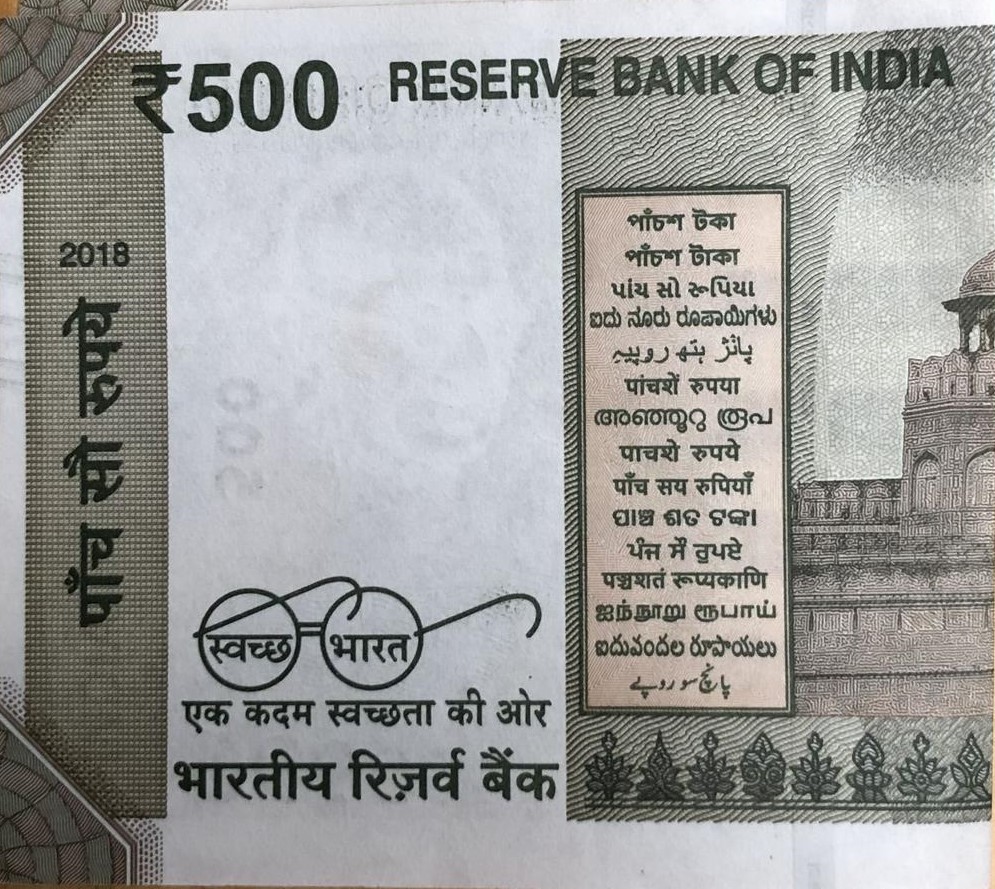 ₹500 RESERVE BANK OF INDIA
2018
पाँच सौ रुपये
পাঁচশ টকা
পাঁচশ টাকা
પાંચ સો રૂપિયા
ಐದು ನೂರು ರೂಪಾಯಿಗಳು
پانژٕ ہَتھ روپیہِ
पांचशें रुपया
അഞ്ഞൂറു രൂപ
पाचशे रुपये
पाँच सय रुपियाँ
ପାଞ୍ଚ ଶତ ଟଙ୍କା
ਪੰਜ ਸੌ ਰੁਪਏ
पञ्चशतं रूप्यकाणि
ஐந்நூறு ரூபாய்
ఐదువందల రూపాయలు
پانچ سو روپے
स्वच्छ भारत
एक कदम स्वच्छता की ओर
भारतीय रिज़र्व बैंक